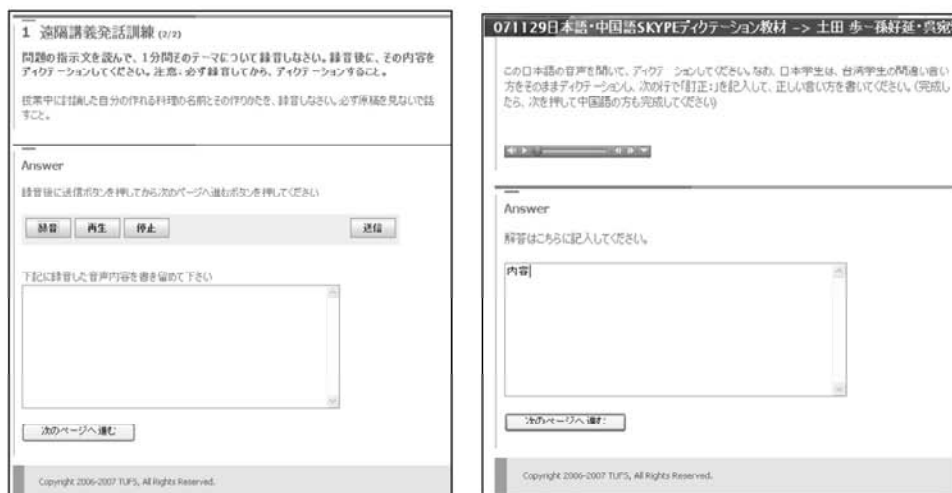 1 遠隔講義発話訓練 (2/2)
問題の指示文を読んで、1分間そのテーマについて録音しなさい。録音後に、その内容を
ディクテーションしてください。注意：必ず録音してから、ディクテーションすること。
授業中に討論した自分の作れる料理の名前とその作りかたを、録音しなさい。必ず原稿を見ないで話
すこと。
Answer
録音後に送信ボタンを押してから次のページへ進むボタンを押してください
録音 再生 停止 送信
下記に録音した音声内容を書き留めて下さい
次のページへ進む
Copyright 2006-2007 TUFS, All Rights Reserved.
071129日本語・中国語SKYPEディクテーション教材 -> 土田 歩ー孫好延・呉宛
この日本語の音声を聞いて、ディクテーションしてください。なお、日本学生は、台湾学生の間違い言い
方をそのままディクテーションし、次の行で「訂正:」を記入して、正しい言い方を書いてください。(完成し
たら、次を押して中国語の方も完成してください)
Answer
解答はこちらに記入してください。
内容
次のページへ進む
Copyright 2006-2007 TUFS, All Rights Reserved.